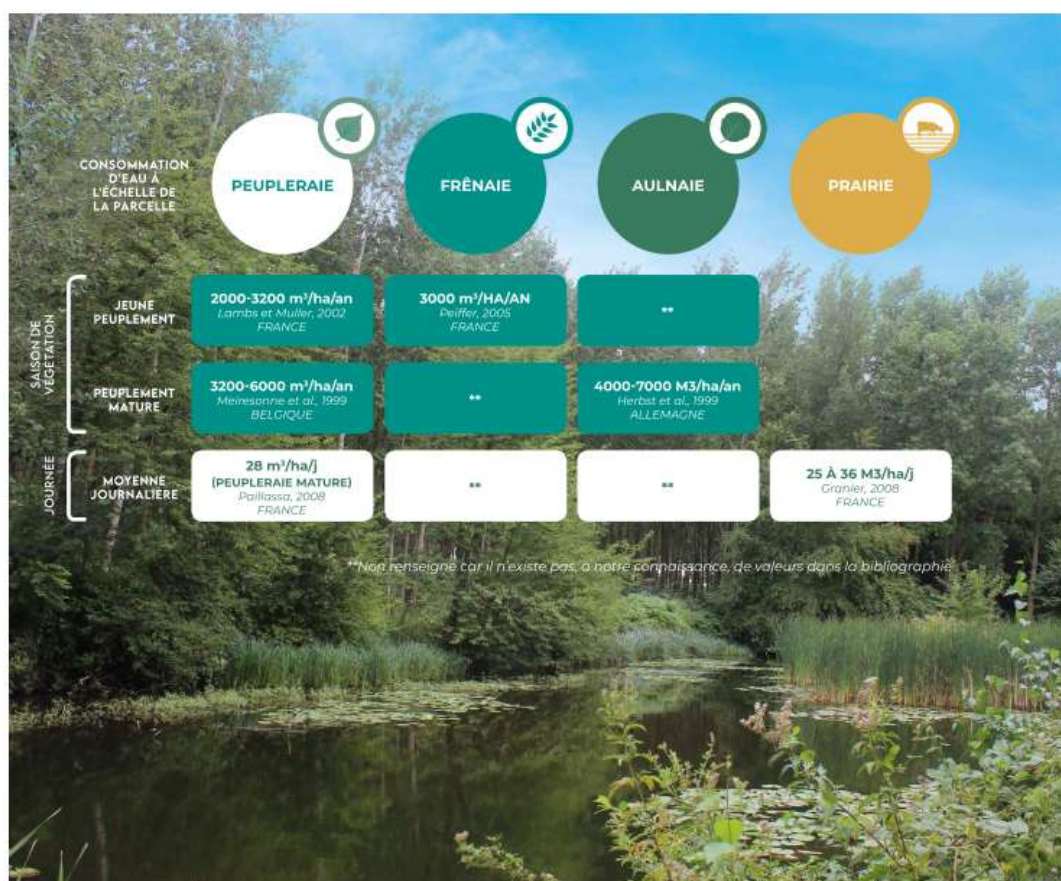 CONSOMMATION
D'EAU À
L'ÉCHELLE DE
LA PARCELLE
PEUPLERAIE
FRÊNAIE
AULNAIE
PRAIRIE
SAISON DE
VÉGÉTATION
JEUNE
PEUPLEMENT
2000-3200 m³/ha/an
Lambs et Muller, 2002
FRANCE
3000 m³/HA/AN
Peiffer, 2005
FRANCE
**
PEUPLEMENT
MATURE
3200-6000 m³/ha/an
Meiresonne et al., 1999
BELGIQUE
**
4000-7000 M3/ha/an
Herbst et al., 1999
ALLEMAGNE
JOURNÉE
MOYENNE
JOURNALIÈRE
28 m³/ha/j
(PEUPLERAIE MATURE)
Paillassa, 2008
FRANCE
**
**
25 À 36 M3/ha/j
Granier, 2008
FRANCE
**Non renseigné car il n'existe pas, à notre connaissance, de valeurs dans la bibliographie